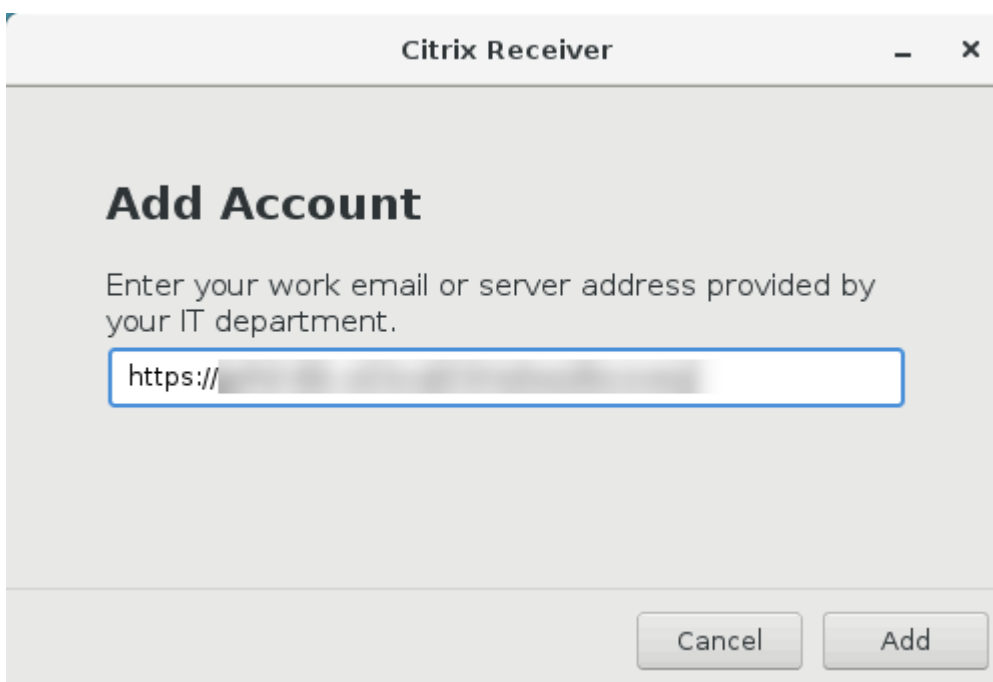 Citrix Receiver
Add Account
Enter your work email or server address provided by
your IT department.
https://
Cancel
Add